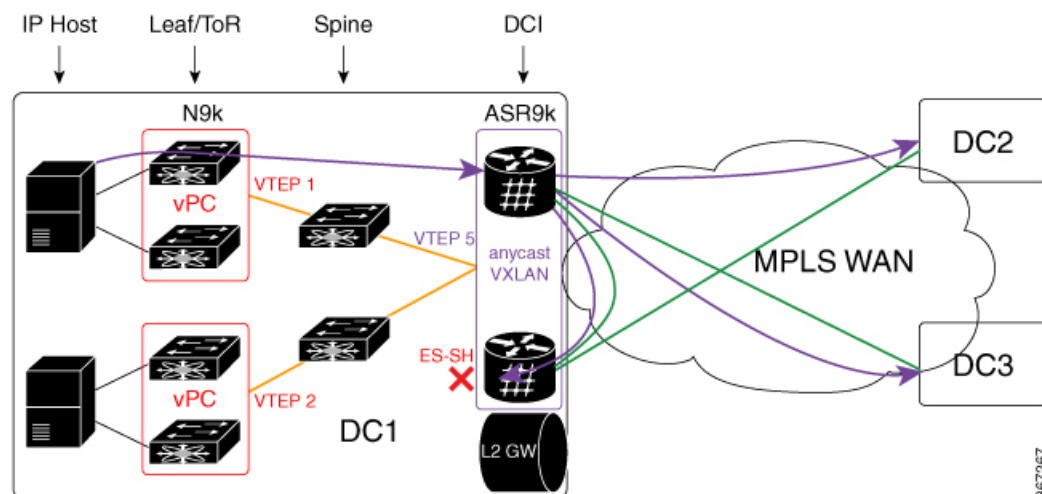 IP Host
Leaf/ToR
Spine
DCI
N9k
ASR9k
DC2
VTEP 1
vPC
VTEP 5
anycast
VXLAN
MPLS WAN
ES-SH
DC3
vPC
VTEP 2
DC1
L2 GW